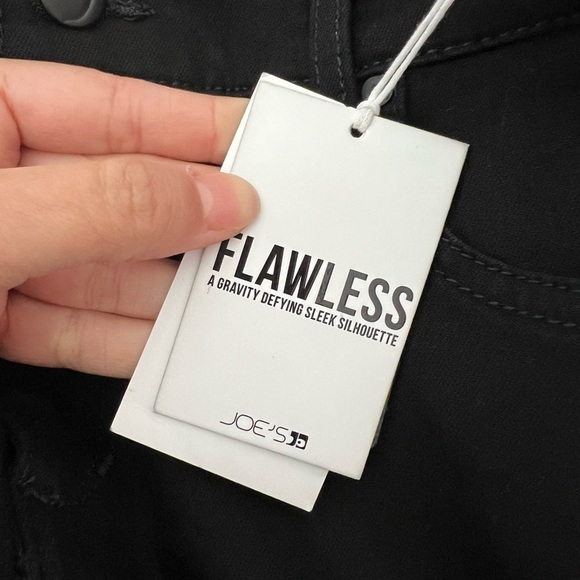 FLAWLESS
A GRAVITY DEFYING SLEEK SILHOUETTE
JOE'S